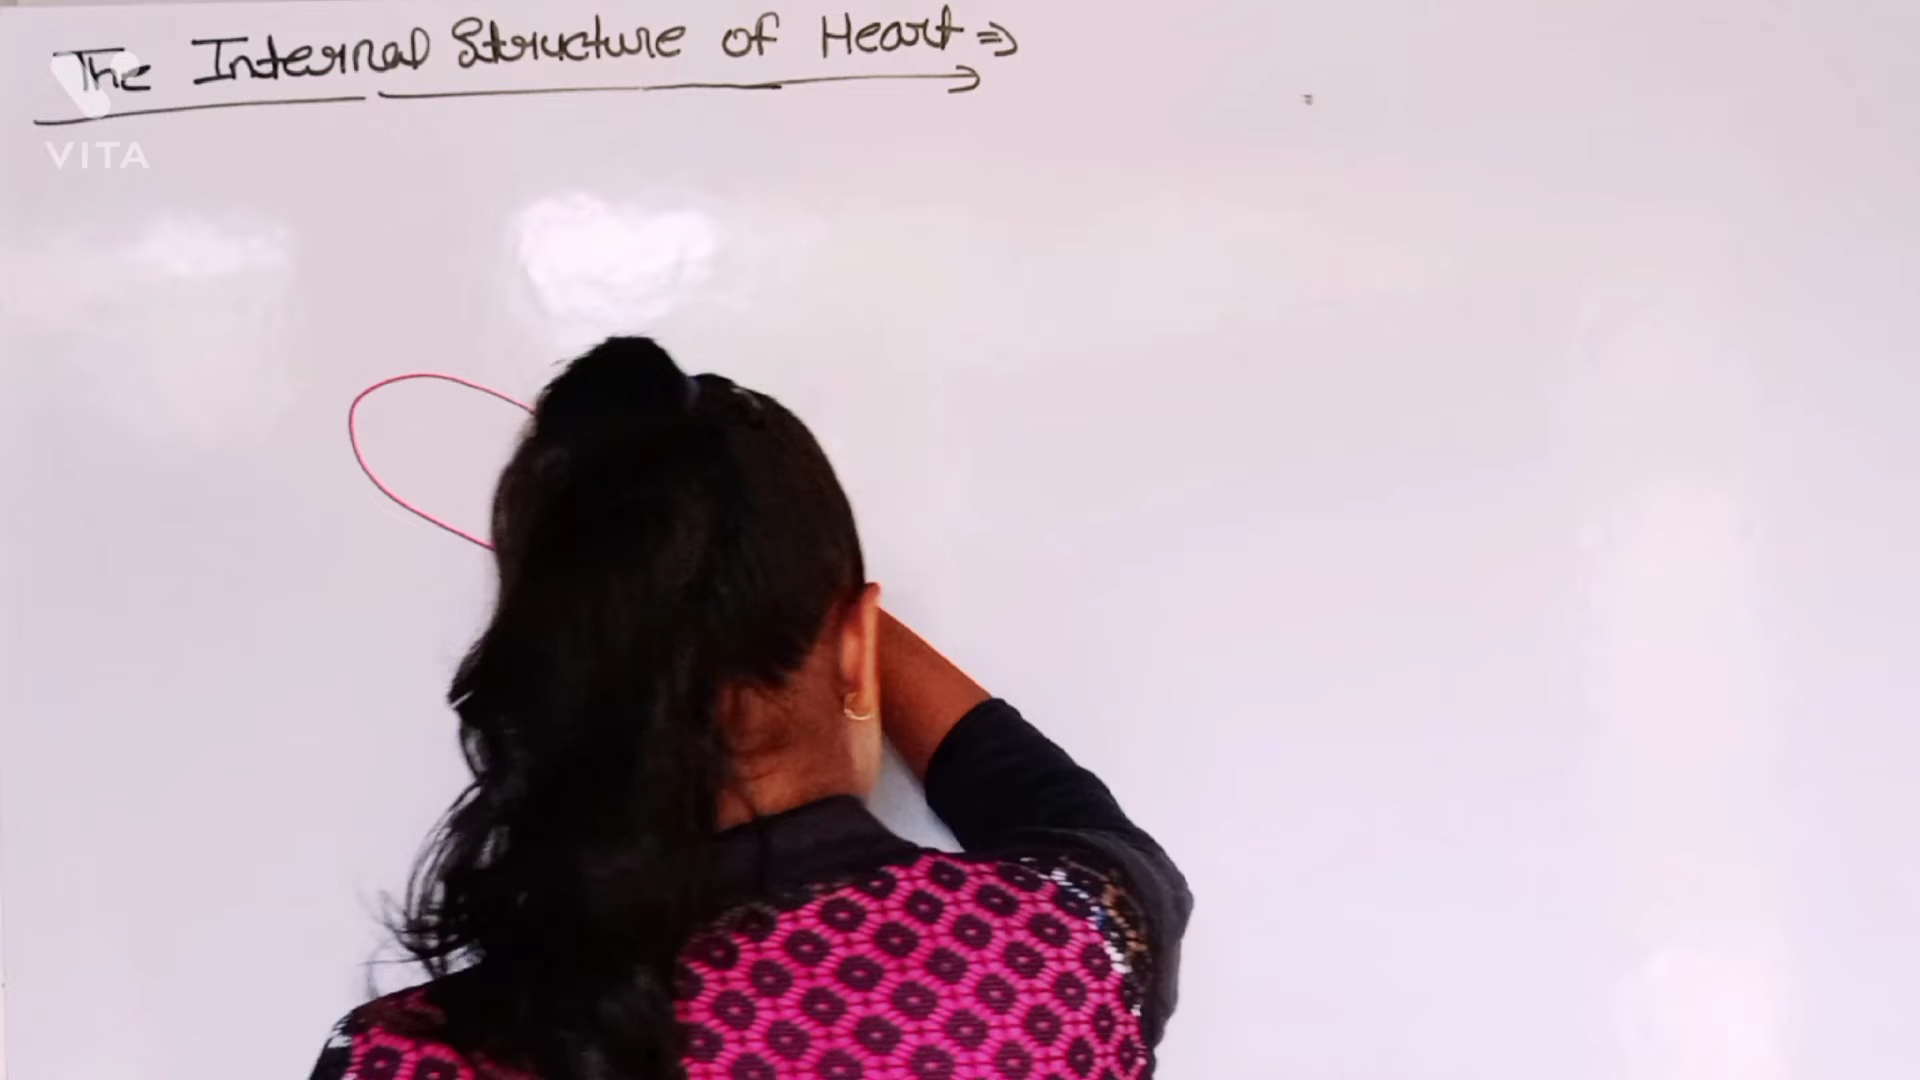 The Internal Structure of Heart ⇒
VITA